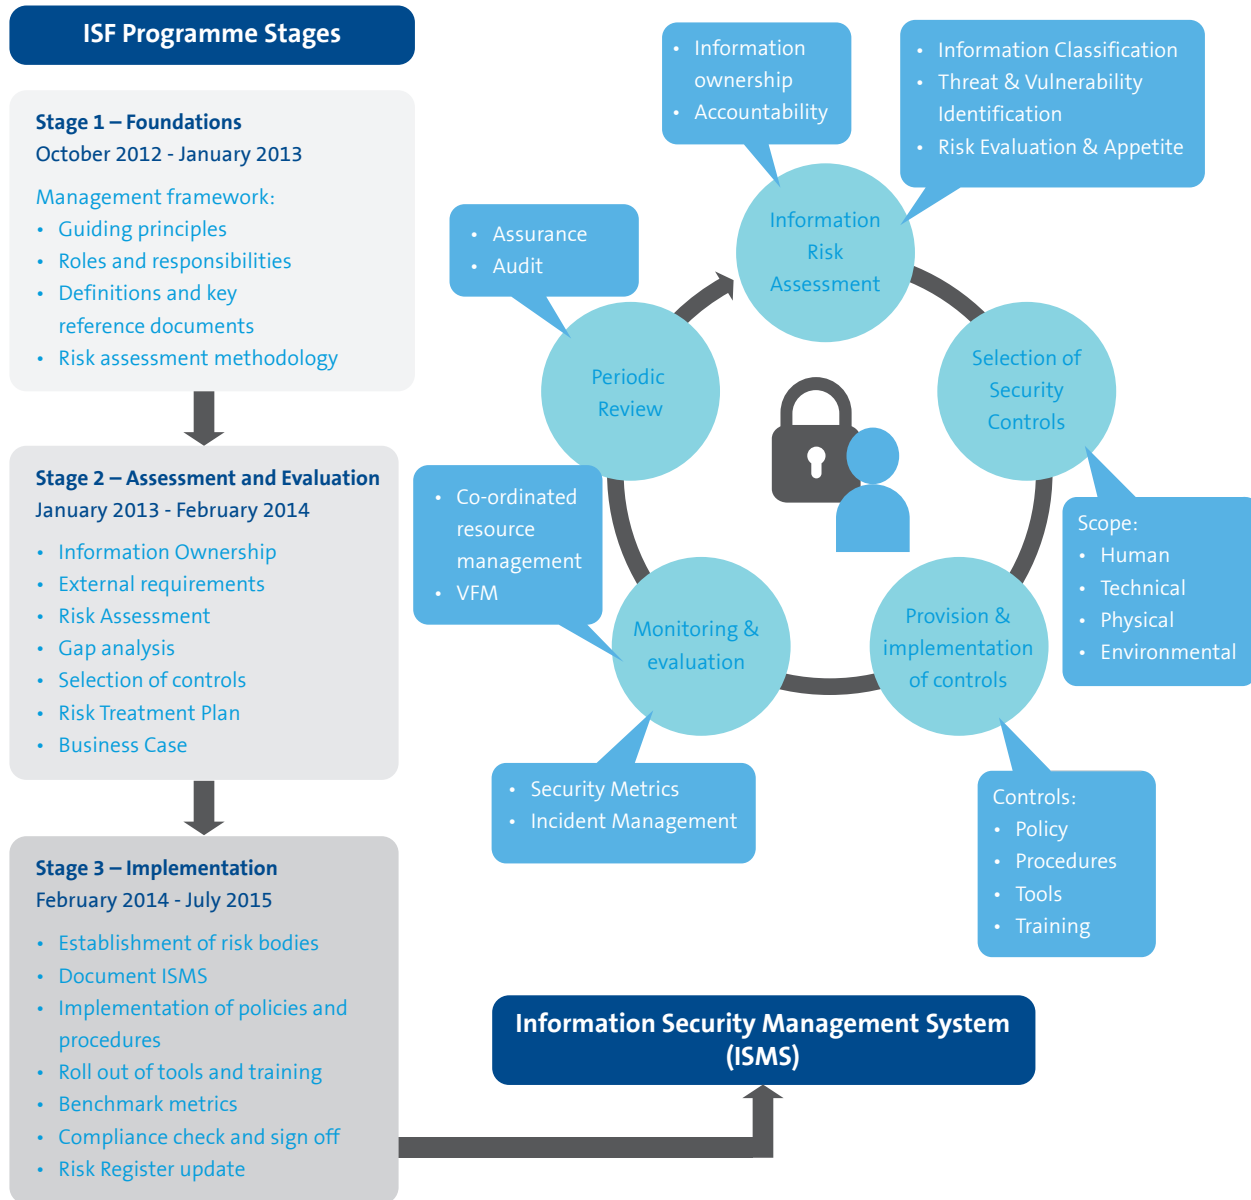 ISF Programme Stages
Stage 1 – Foundations
October 2012 - January 2013
Management framework:
• Guiding principles
• Roles and responsibilities
• Definitions and key
reference documents
• Risk assessment methodology
Stage 2 – Assessment and Evaluation
January 2013 - February 2014
• Information Ownership
• External requirements
• Risk Assessment
• Gap analysis
• Selection of controls
• Risk Treatment Plan
• Business Case
Stage 3 – Implementation
February 2014 - July 2015
• Establishment of risk bodies
• Document ISMS
• Implementation of policies and
procedures
• Roll out of tools and training
• Benchmark metrics
• Compliance check and sign off
• Risk Register update
• Information
ownership
• Accountability
• Information Classification
• Threat & Vulnerability
Identification
• Risk Evaluation & Appetite
Information
Risk
Assessment
• Assurance
• Audit
Periodic
Review
Selection of
Security
Controls
• Co-ordinated
resource
management
• VFM
Scope:
• Human
• Technical
• Physical
• Environmental
Monitoring &
evaluation
Provision &
implementation
of controls
• Security Metrics
• Incident Management
Controls:
• Policy
• Procedures
• Tools
• Training
Information Security Management System
(ISMS)